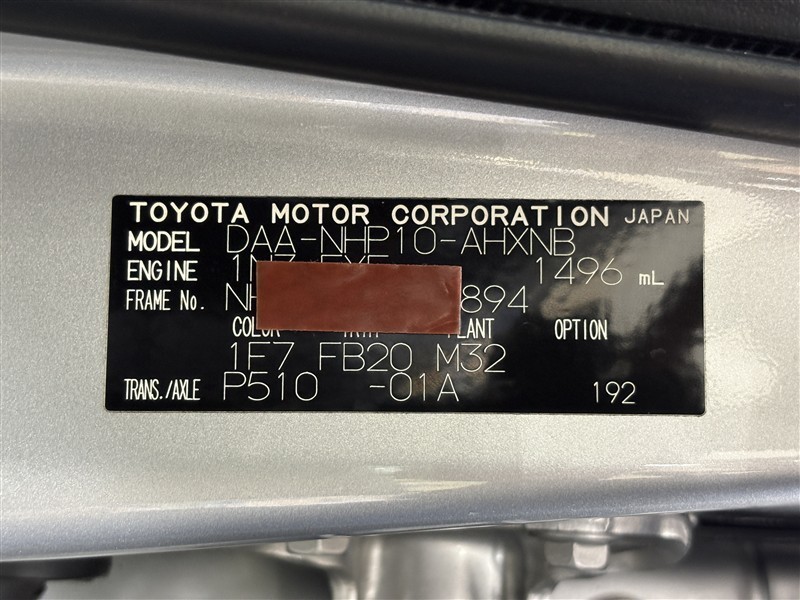 TOYOTA MOTOR CORPORATION JAPAN
MODEL DAA-NHP10-AHXNB
ENGINE 1496 mL
FRAME No. 894
COLOR PLANT OPTION
1F7 FB20 M32
TRANS./AXLE P510 -01A 192